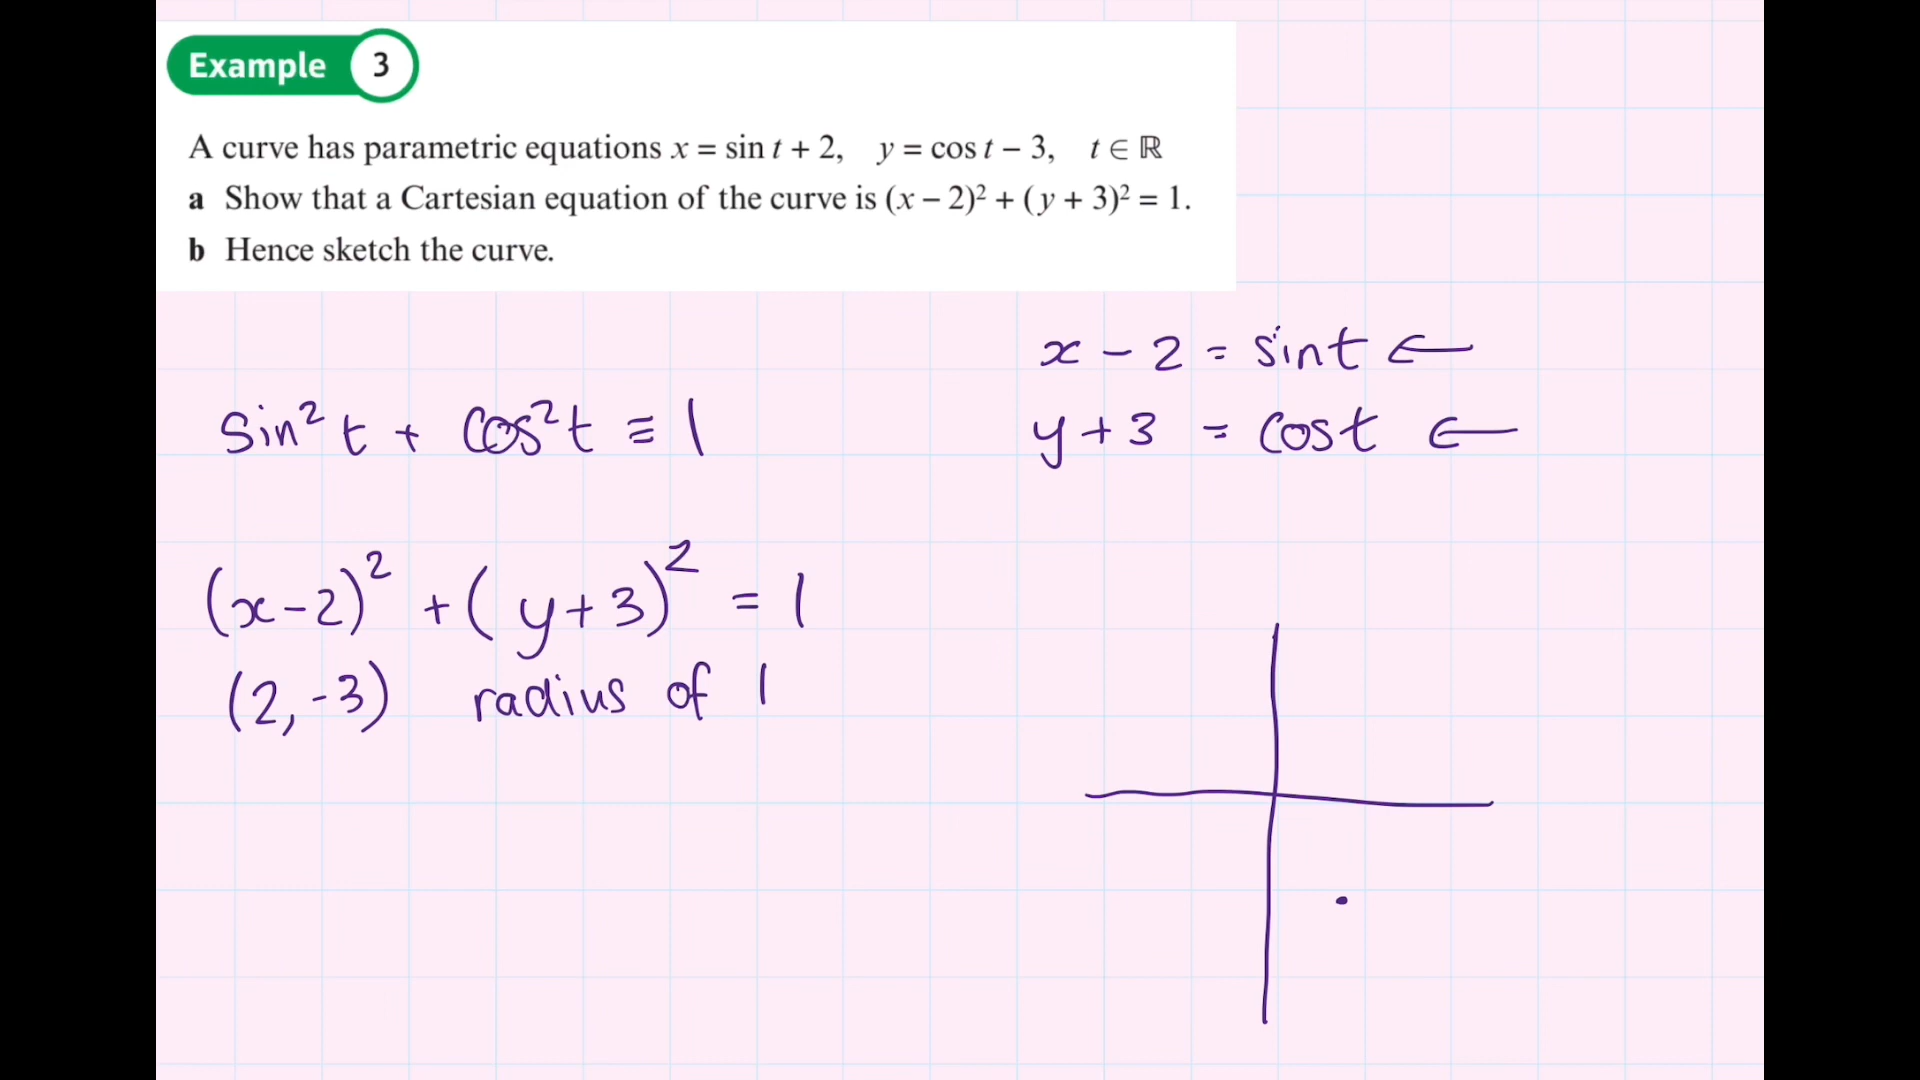 Example 3
A curve has parametric equations x = sin t + 2, y = cos t − 3, t ∈ ℝ
a Show that a Cartesian equation of the curve is (x − 2)² + (y + 3)² = 1.
b Hence sketch the curve.
x − 2 = sint ←
sin²t + cos²t ≡ 1
y + 3 = cost ←
(x−2)² + (y+3)² = 1
(2, -3) radius of 1